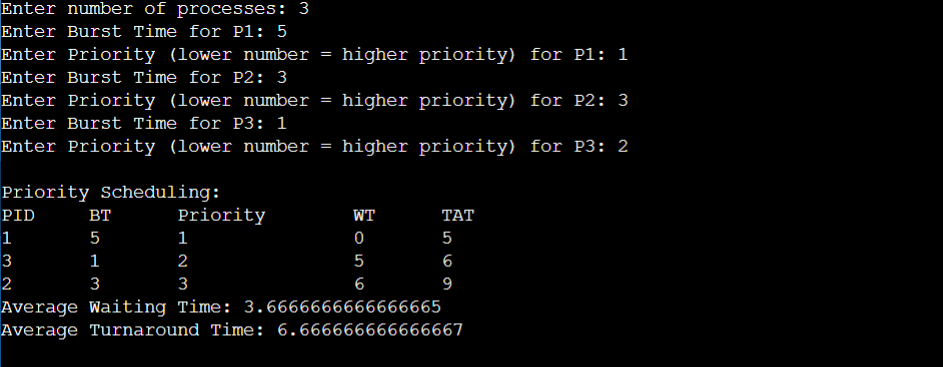 Enter number of processes: 3
Enter Burst Time for P1: 5
Enter Priority (lower number = higher priority) for P1: 1
Enter Burst Time for P2: 3
Enter Priority (lower number = higher priority) for P2: 3
Enter Burst Time for P3: 1
Enter Priority (lower number = higher priority) for P3: 2
Priority Scheduling:
PID BT Priority WT TAT
1 5 1 0 5
3 1 2 5 6
2 3 3 6 9
Average Waiting Time: 3.6666666666666665
Average Turnaround Time: 6.666666666666667